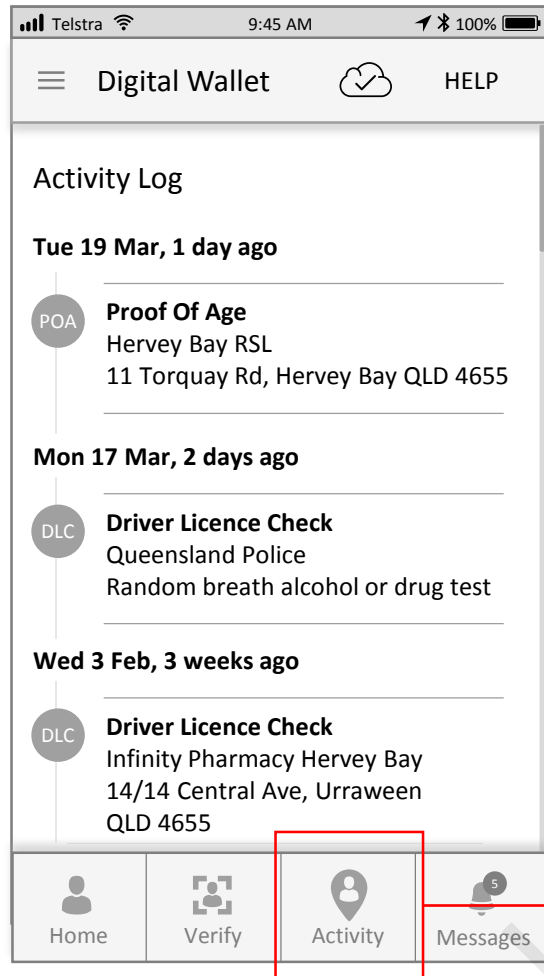 Telstra 9:45 AM 100%
Digital Wallet HELP
Activity Log
Tue 19 Mar, 1 day ago
POA Proof Of Age
Hervey Bay RSL
11 Torquay Rd, Hervey Bay QLD 4655
Mon 17 Mar, 2 days ago
DLC Driver Licence Check
Queensland Police
Random breath alcohol or drug test
Wed 3 Feb, 3 weeks ago
DLC Driver Licence Check
Infinity Pharmacy Hervey Bay
14/14 Central Ave, Urraween
QLD 4655
5
Home Verify Activity Messages